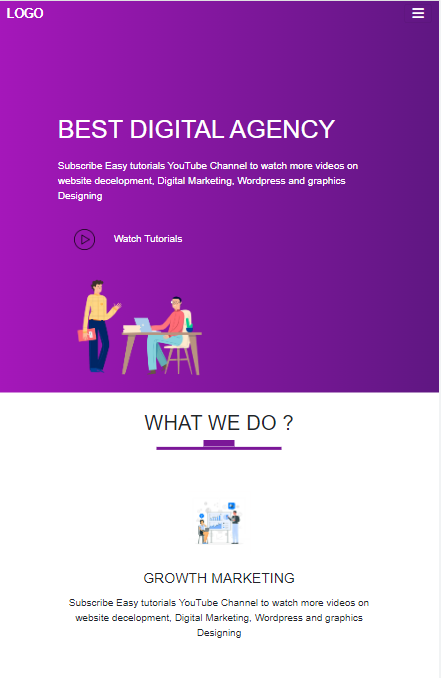 LOGO
BEST DIGITAL AGENCY
Subscribe Easy tutorials YouTube Channel to watch more videos on
website decelopment, Digital Marketing, Wordpress and graphics
Designing
Watch Tutorials
WHAT WE DO ?
GROWTH MARKETING
Subscribe Easy tutorials YouTube Channel to watch more videos on
website decelopment, Digital Marketing, Wordpress and graphics
Designing